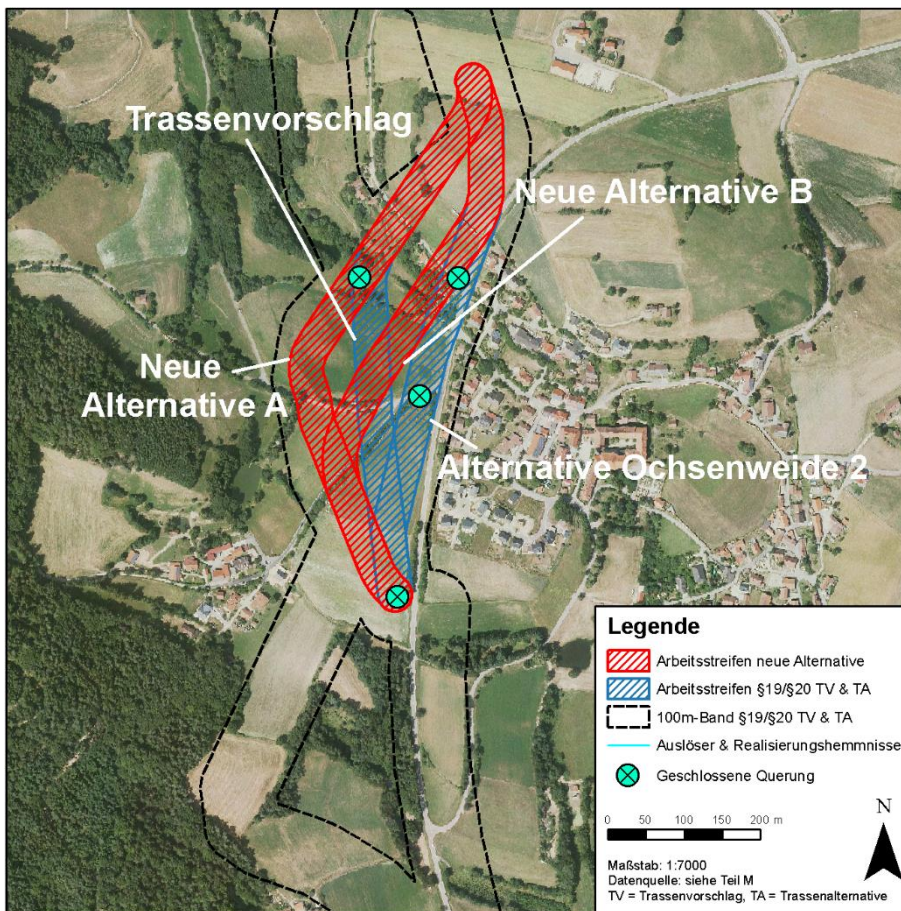 Trassenvorschlag
Neue Alternative B
Neue
Alternative A
Alternative Ochsenweide 2
Legende
Arbeitsstreifen neue Alternative
Arbeitsstreifen §19/§20 TV & TA
100m-Band §19/§20 TV & TA
Auslöser & Realisierungshemmnisse
Geschlossene Querung
0 50 100 200 m
N
Maßstab: 1:7000
Datenquelle: siehe Teil M
TV = Trassenvorschlag, TA = Trassenalternative